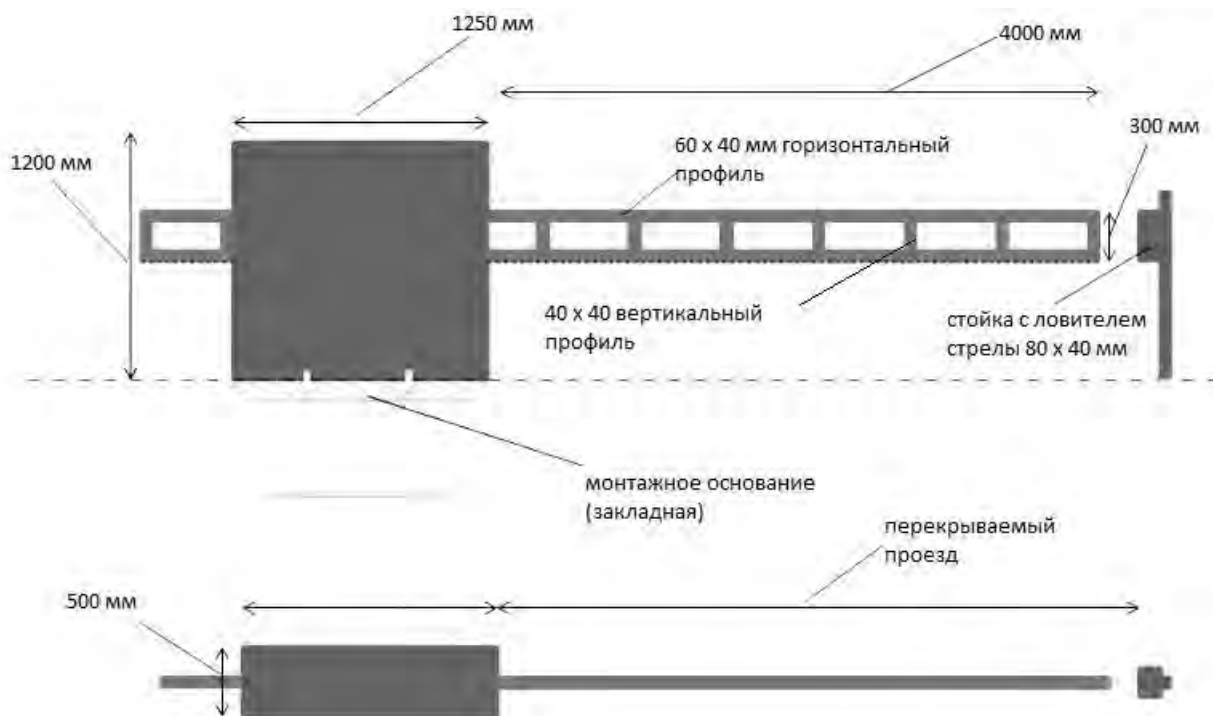 1250 мм
4000 мм
1200 мм
60 x 40 мм горизонтальный
профиль
300 мм
40 x 40 вертикальный
профиль
стойка с ловителем
стрелы 80 x 40 мм
монтажное основание
(закладная)
перекрываемый
проезд
500 мм